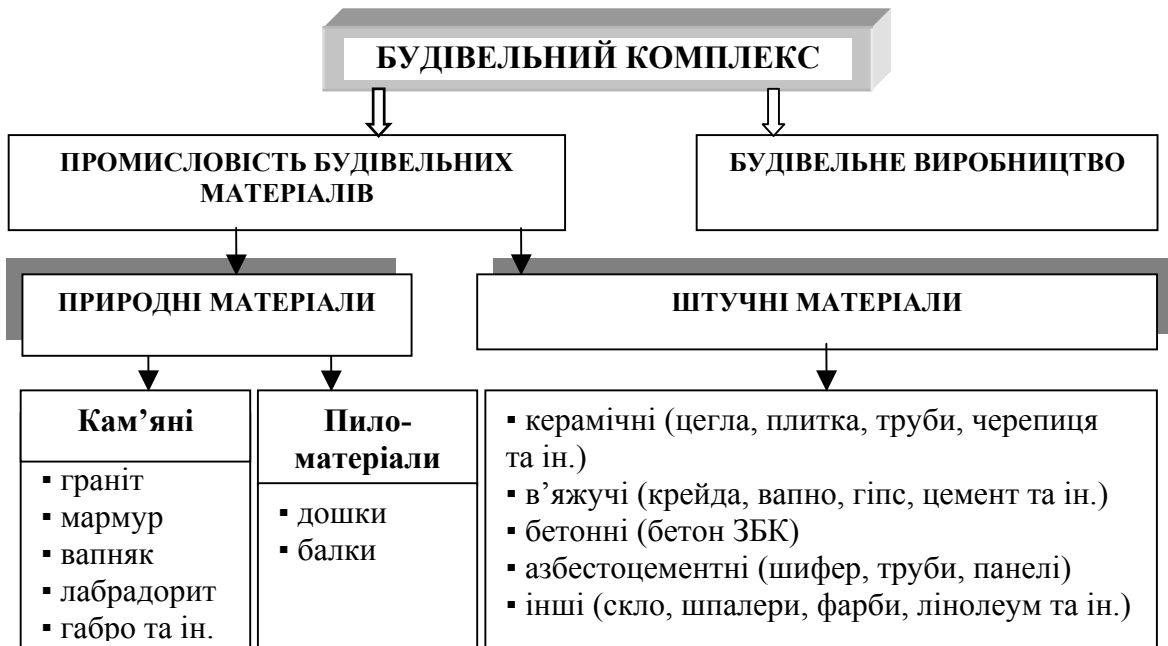 БУДІВЕЛЬНИЙ КОМПЛЕКС
ПРОМИСЛОВІСТЬ БУДІВЕЛЬНИХ
МАТЕРІАЛІВ
БУДІВЕЛЬНЕ ВИРОБНИЦТВО
ПРИРОДНІ МАТЕРІАЛИ
ШТУЧНІ МАТЕРІАЛИ
Кам’яні
▪ граніт
▪ мармур
▪ вапняк
▪ лабрадорит
▪ габро та ін.
Пило-
матеріали
▪ дошки
▪ балки
▪ керамічні (цегла, плитка, труби, черепиця
та ін.)
▪ в’яжучі (крейда, вапно, гіпс, цемент та ін.)
▪ бетонні (бетон ЗБК)
▪ азбестоцементні (шифер, труби, панелі)
▪ інші (скло, шпалери, фарби, лінолеум та ін.)